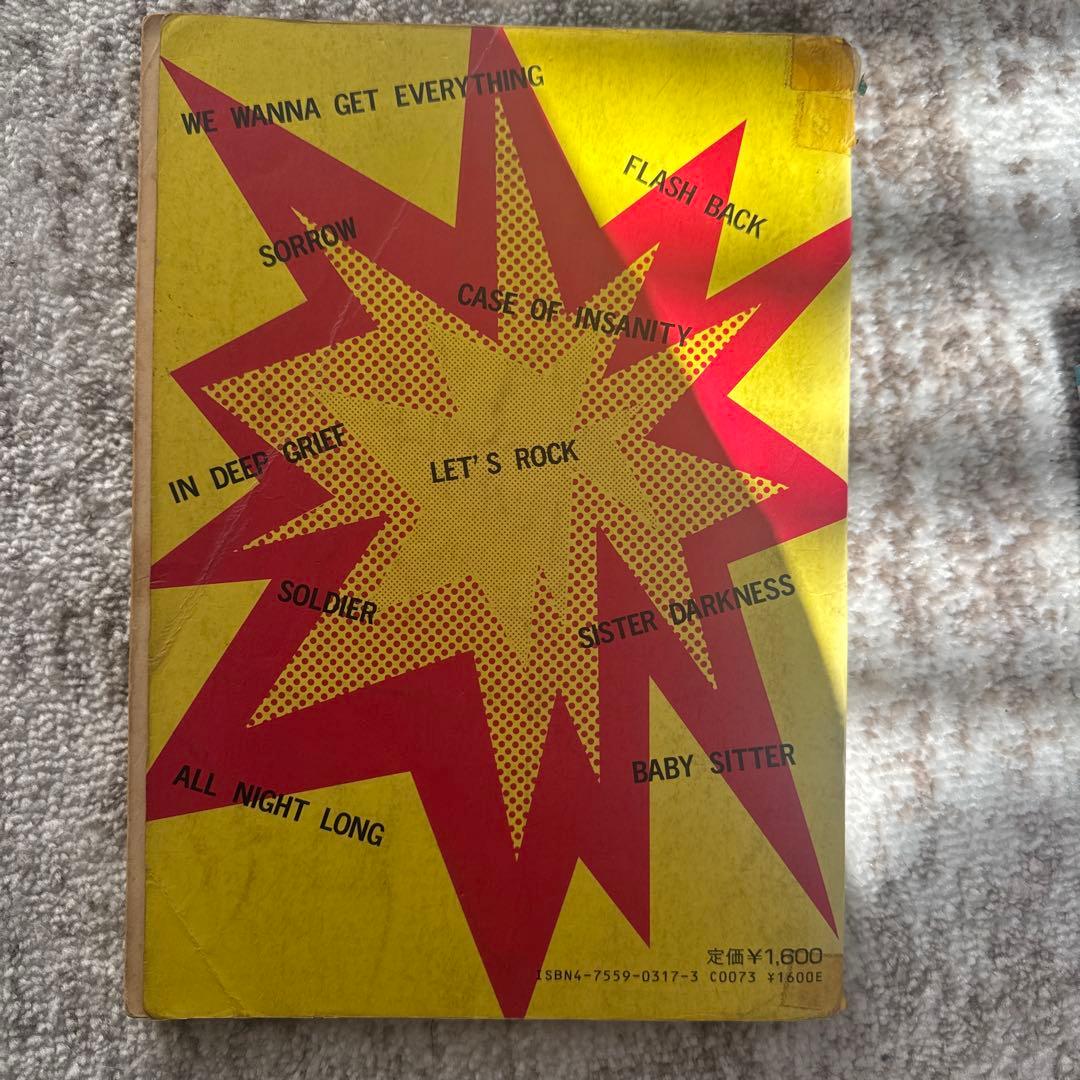 WE WANNA GET EVERYTHING
FLASH BACK
SORROW
CASE OF INSANITY
IN DEEP GRIEF
LET'S ROCK
SOLDIER
SISTER DARKNESS
BABY SITTER
ALL NIGHT LONG
定価¥1,600
ISBN4-7559-0317-3 C0073 ¥1600E